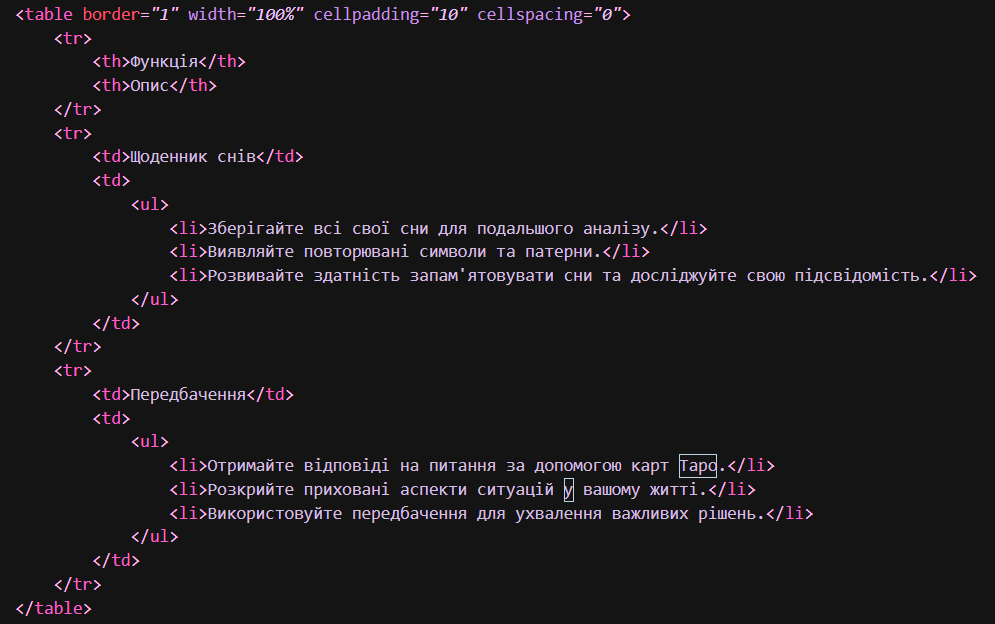 <table border="1" width="100%" cellpadding="10" cellspacing="0">
    <tr>
        <th>Функція</th>
        <th>Опис</th>
    </tr>
    <tr>
        <td>Щоденник снів</td>
        <td>
            <ul>
                <li>Зберігайте всі свої сни для подальшого аналізу.</li>
                <li>Виявляйте повторювані символи та патерни.</li>
                <li>Розвивайте здатність запам'ятовувати сни та досліджуйте свою підсвідомість.</li>
            </ul>
        </td>
    </tr>
    <tr>
        <td>Передбачення</td>
        <td>
            <ul>
                <li>Отримайте відповіді на питання за допомогою карт Таро.</li>
                <li>Розкрийте приховані аспекти ситуацій у вашому житті.</li>
                <li>Використовуйте передбачення для ухвалення важливих рішень.</li>
            </ul>
        </td>
    </tr>
</table>